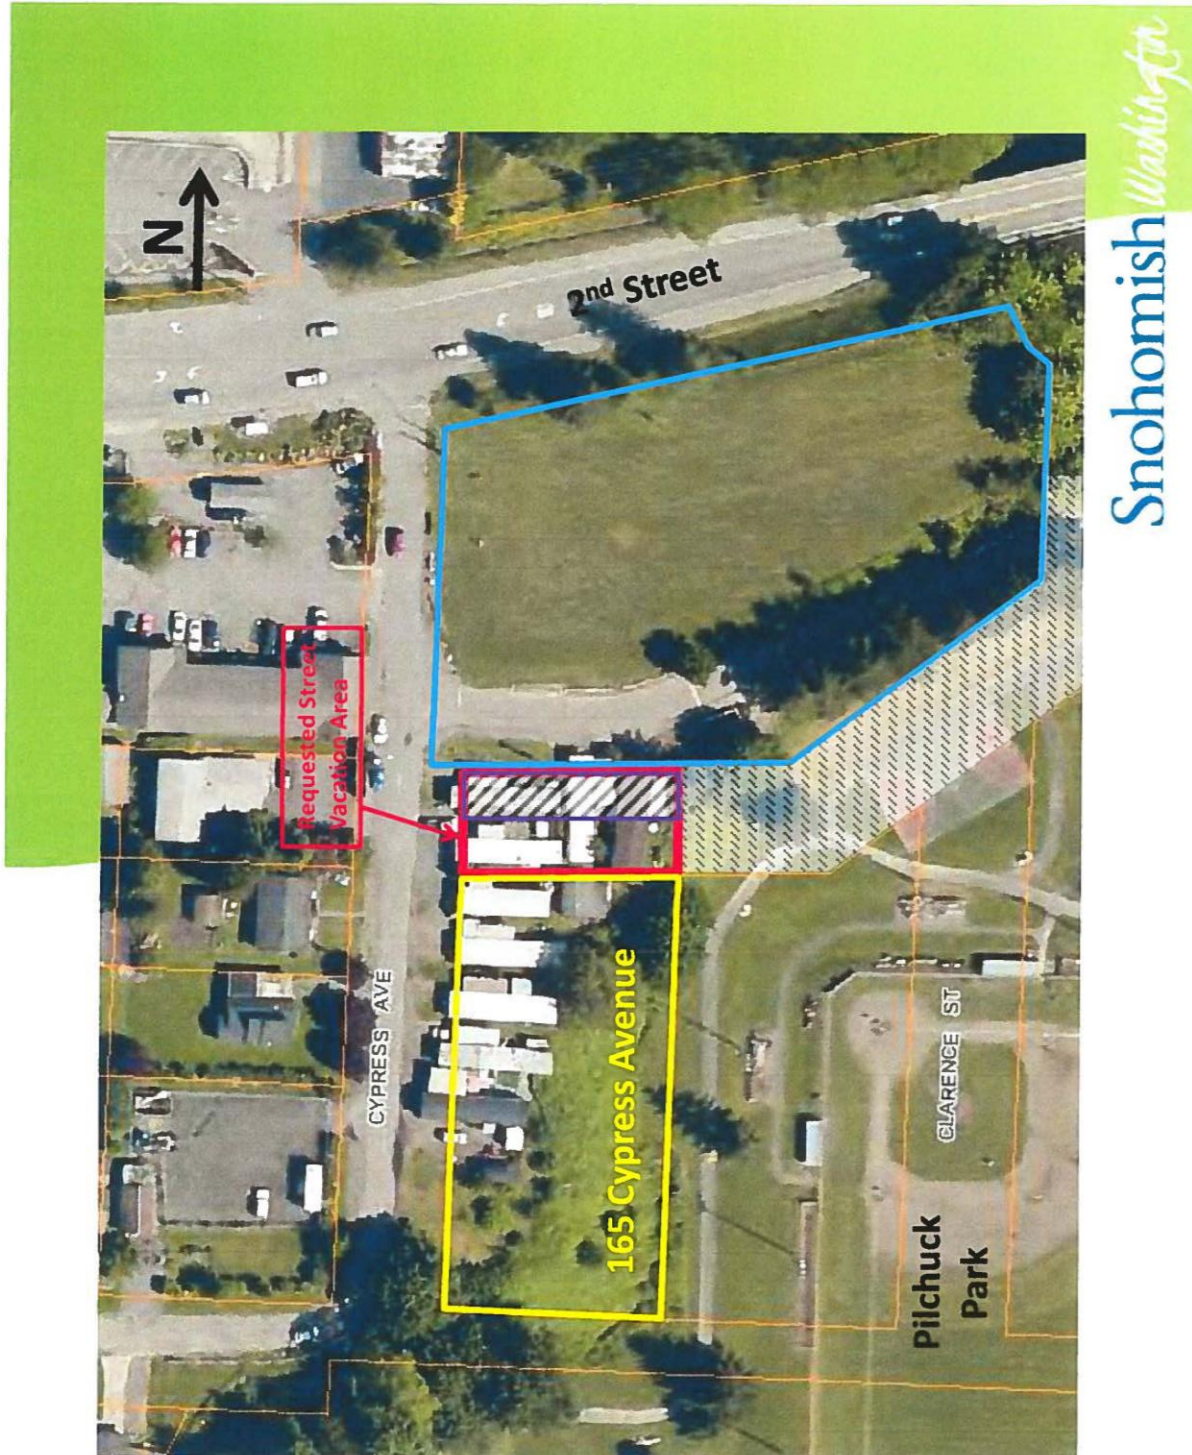 N
2nd Street
Requested Street
Vacation Area
CYPRESS AVE
165 Cypress Avenue
CLARENCE ST
Pilchuck
Park
Snohomish Washington